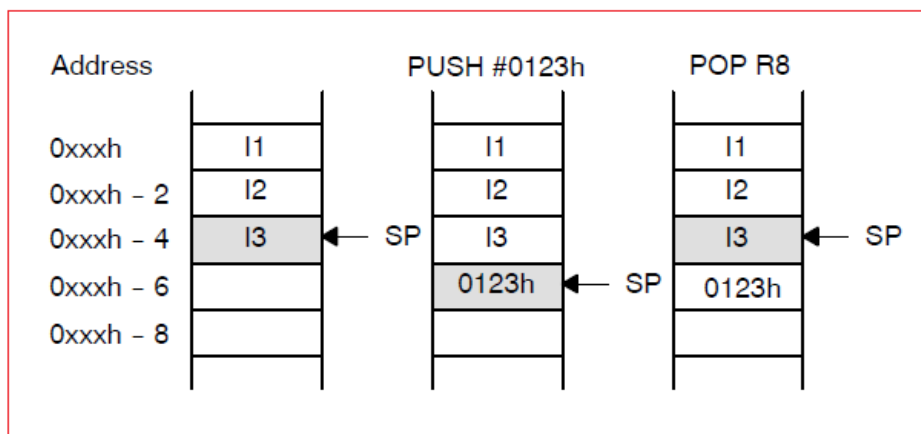 Address PUSH #0123h POP R8
0xxxh I1 I1 I1
0xxxh - 2 I2 I2 I2
0xxxh - 4 I3 SP I3 I3 SP
0xxxh - 6 0123h SP 0123h
0xxxh - 8